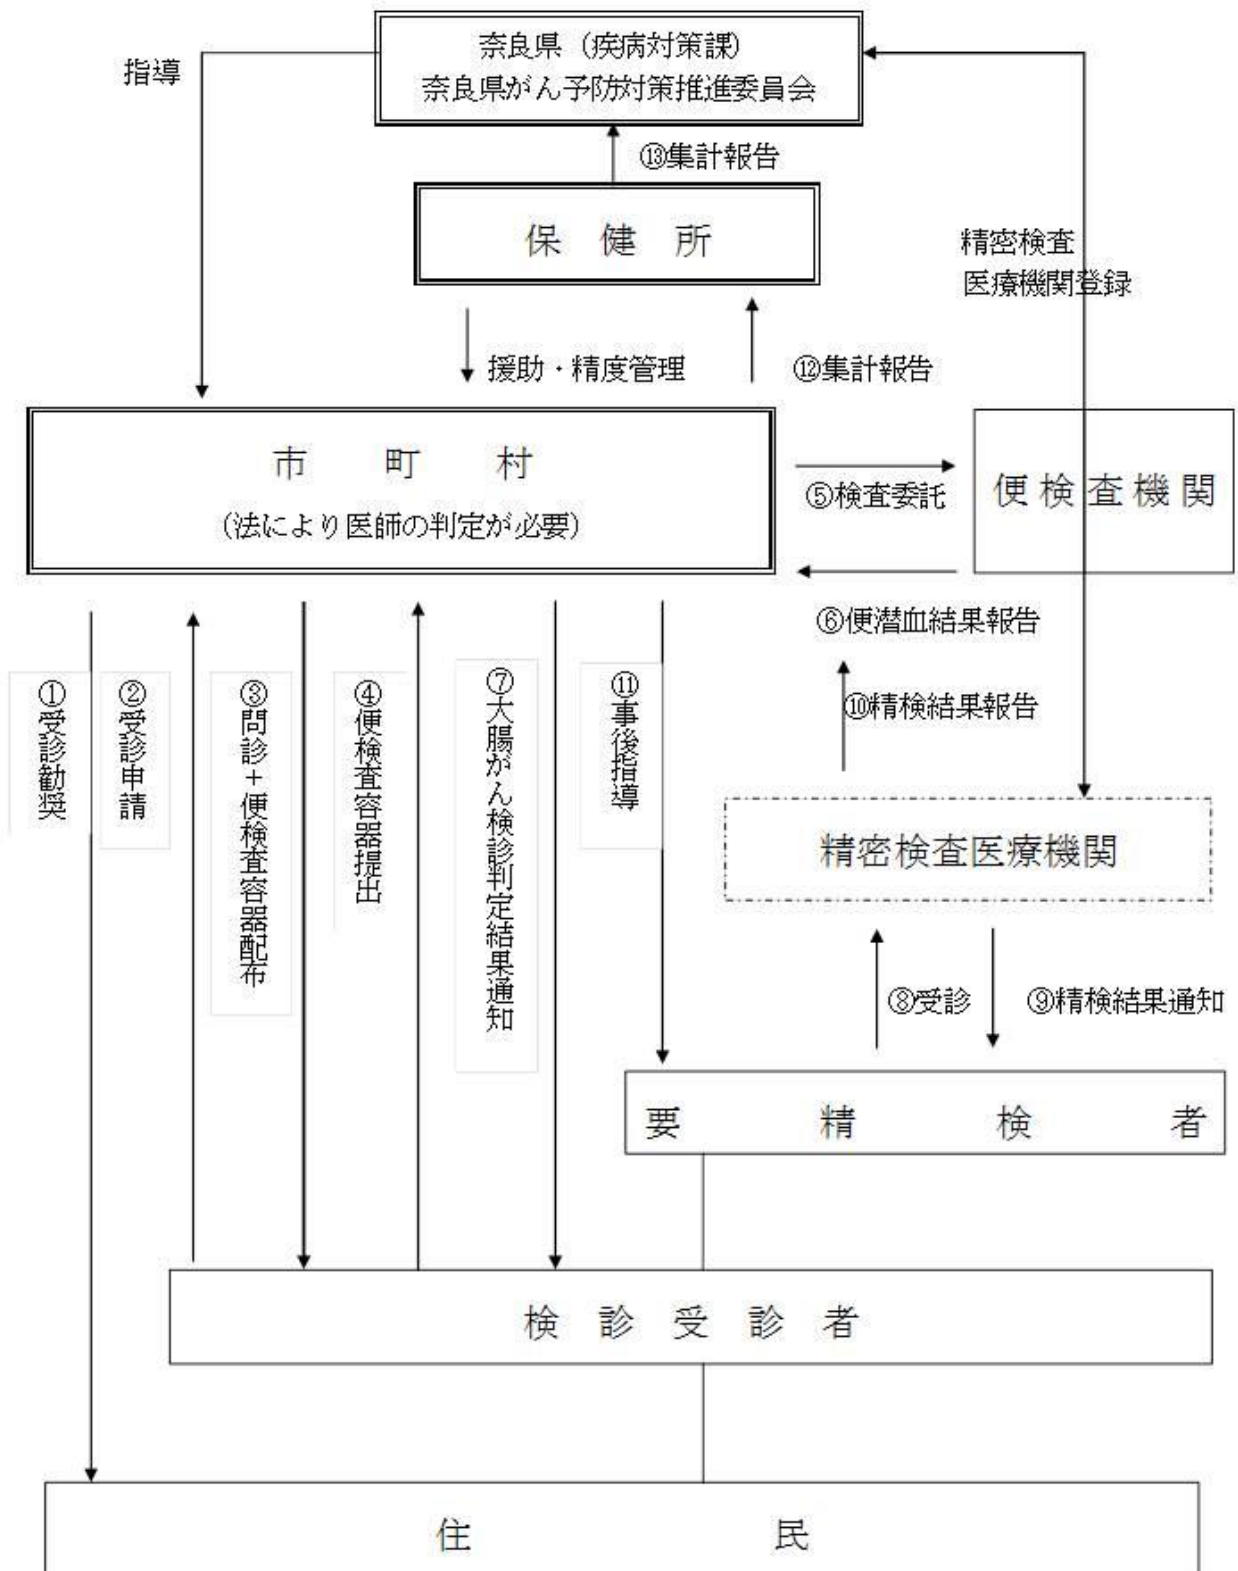 奈良県（疾病対策課）
奈良県がん予防対策推進委員会
指導
⑬集計報告
保健所
精密検査
医療機関登録
援助・精度管理
⑫集計報告
市町村
（法により医師の判定が必要）
⑤検査委託
便検査機関
⑥便潜血結果報告
①受診勧奨
②受診申請
③問診＋便検査容器配布
④便検査容器提出
⑦大腸がん検診判定結果通知
⑪事後指導
⑩精検結果報告
精密検査医療機関
⑧受診
⑨精検結果通知
要精検者
検診受診者
住民